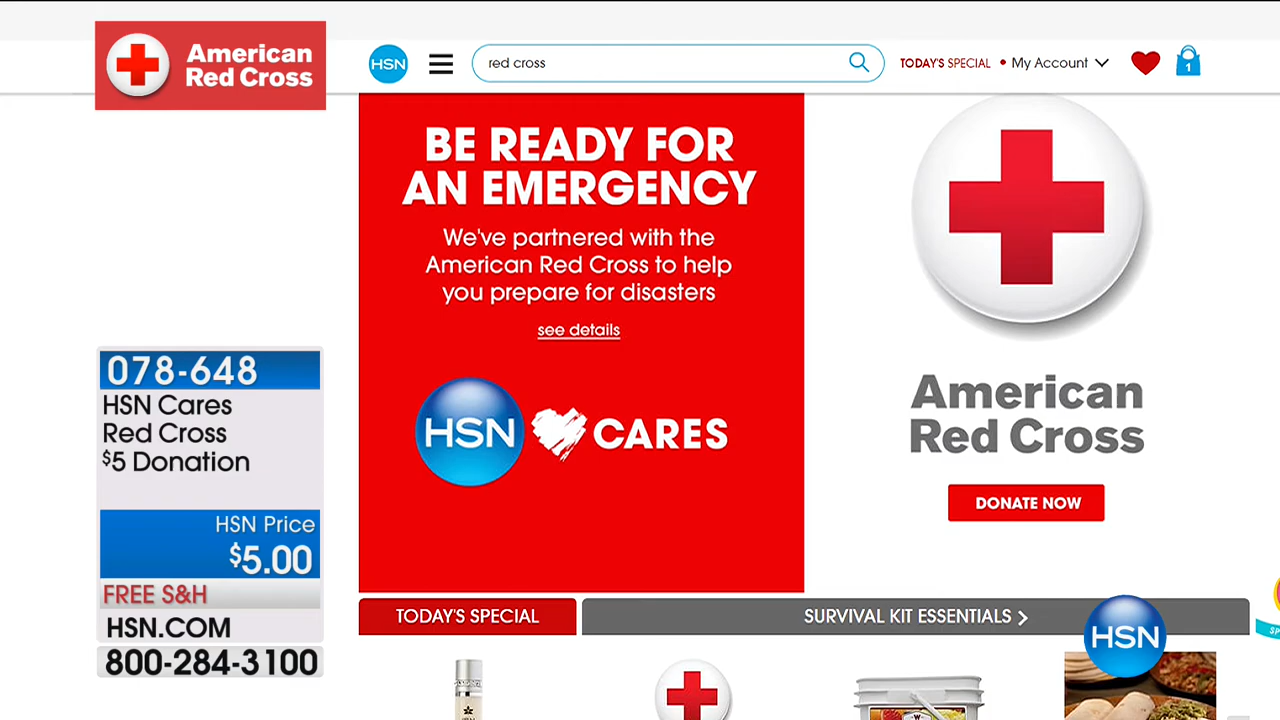 American
Red Cross
HSN
red cross
TODAY'S SPECIAL • My Account
1
BE READY FOR
AN EMERGENCY
We've partnered with the
American Red Cross to help
you prepare for disasters
see details
HSN CARES
American
Red Cross
DONATE NOW
078-648
HSN Cares
Red Cross
$5 Donation
HSN Price
$5.00
FREE S&H
HSN.COM
800-284-3100
TODAY'S SPECIAL
SURVIVAL KIT ESSENTIALS >
HSN